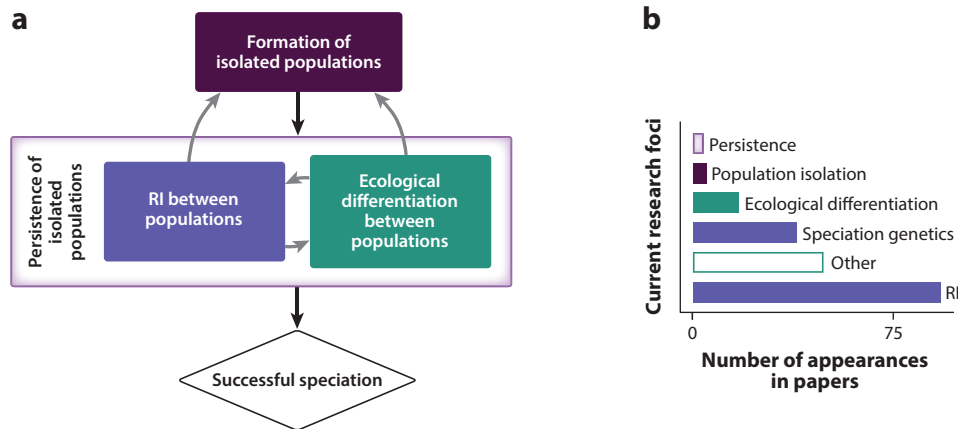 a
Formation of
isolated populations
Persistence of
isolated
populations
RI between
populations
Ecological
differentiation
between
populations
Successful speciation
b
Current research foci
Persistence
Population isolation
Ecological differentiation
Speciation genetics
Other
RI
0
75
Number of appearances
in papers